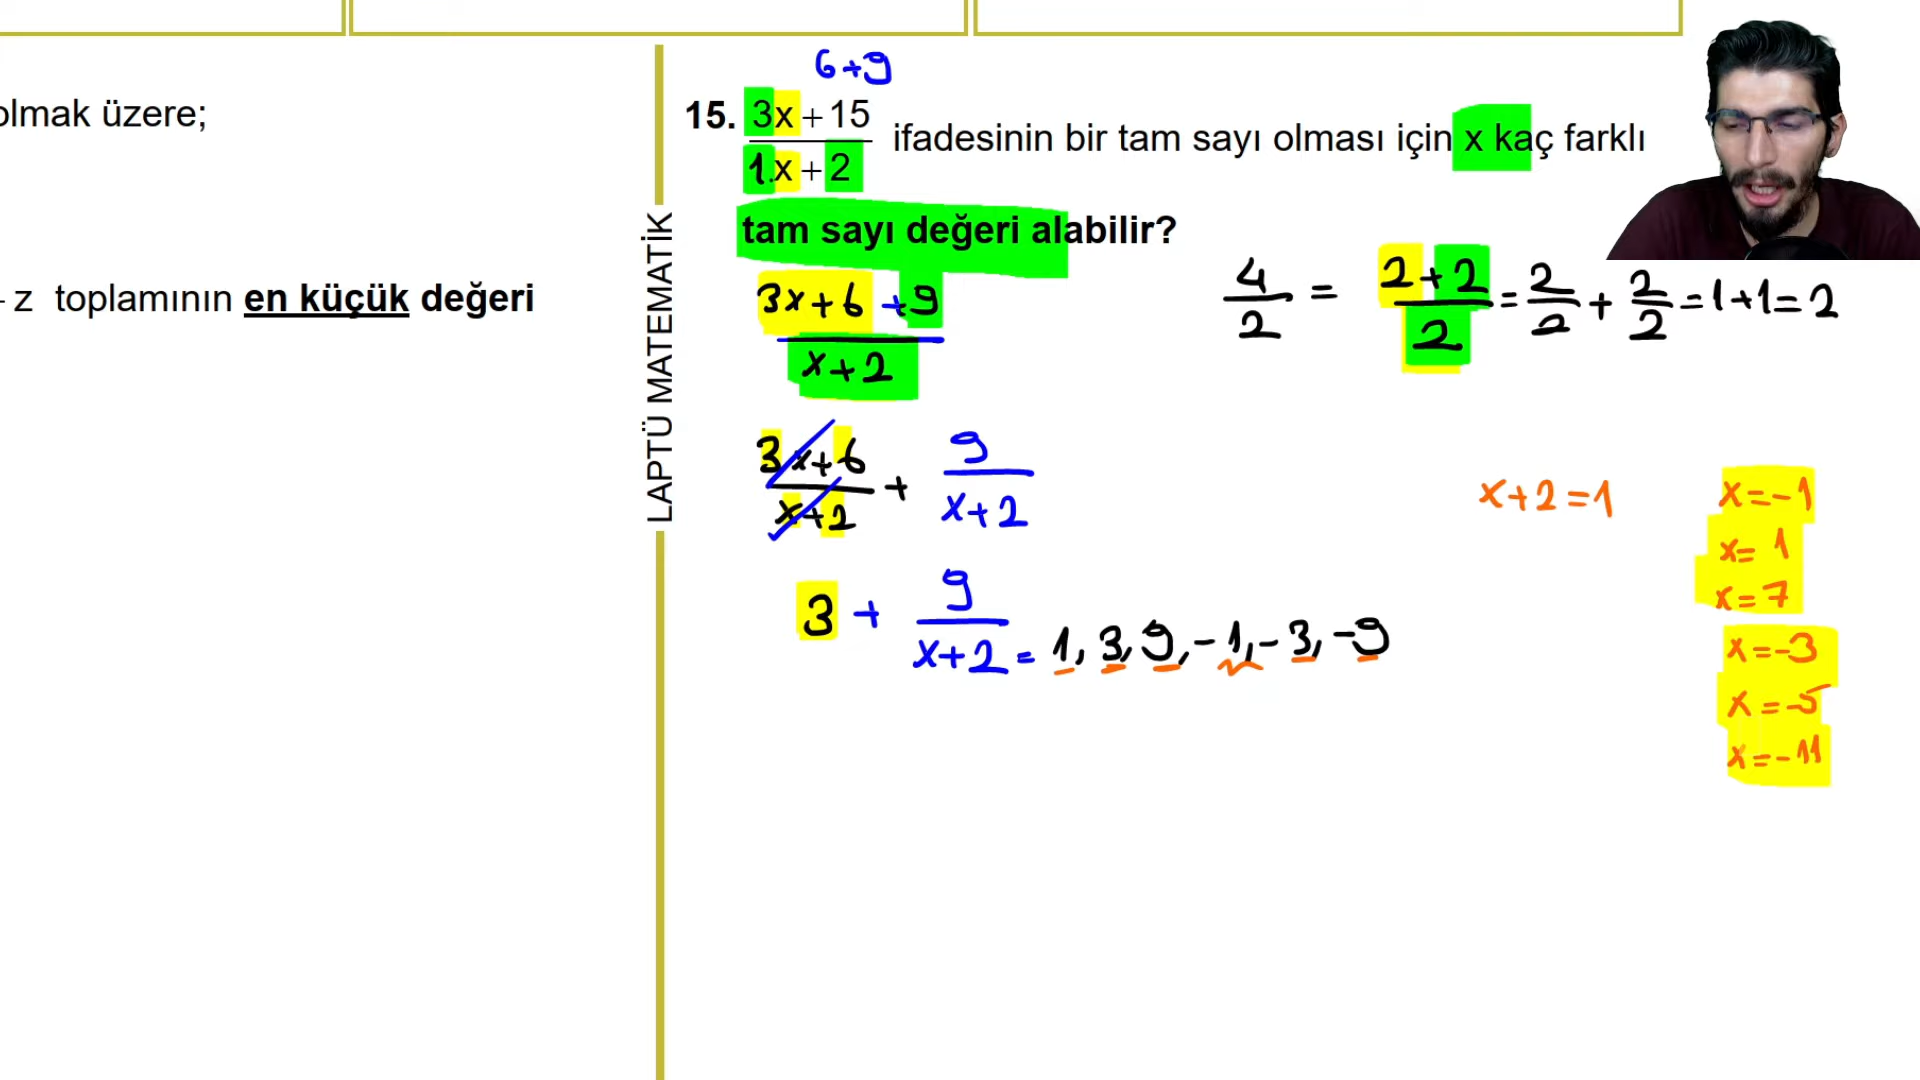 olmak üzere;
- z toplamının en küçük değeri
LAPTÜ MATEMATİK
6+9
15. 3x+15 / 1.x+2 ifadesinin bir tam sayı olması için x kaç farklı
tam sayı değeri alabilir?
3x+6+9 / x+2
4/2 = 2+2/2 = 2/2 + 2/2 = 1+1 = 2
3x+6 / x+2 + 9 / x+2
3 + 9 / x+2 = 1, 3, 9, -1, -3, -9
x+2=1
x=-1
x=1
x=7
x=-3
x=-5
x=-11